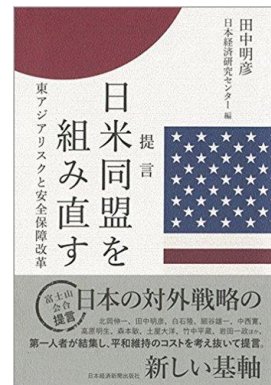 田中明彦
日本経済研究センター 編
提言
日米同盟を
組み直す
東アジアリスクと安全保障改革
富士山
会合
提言
日本の対外戦略の
北岡伸一、田中明彦、白石隆、細谷雄一、中西寛、
高原明生、森本敏、土屋大洋、竹中平蔵、岩田一政ほか、
第一人者が結集し、平和維持のコストを考え抜いて提言。
新しい基軸
日本経済新聞出版社